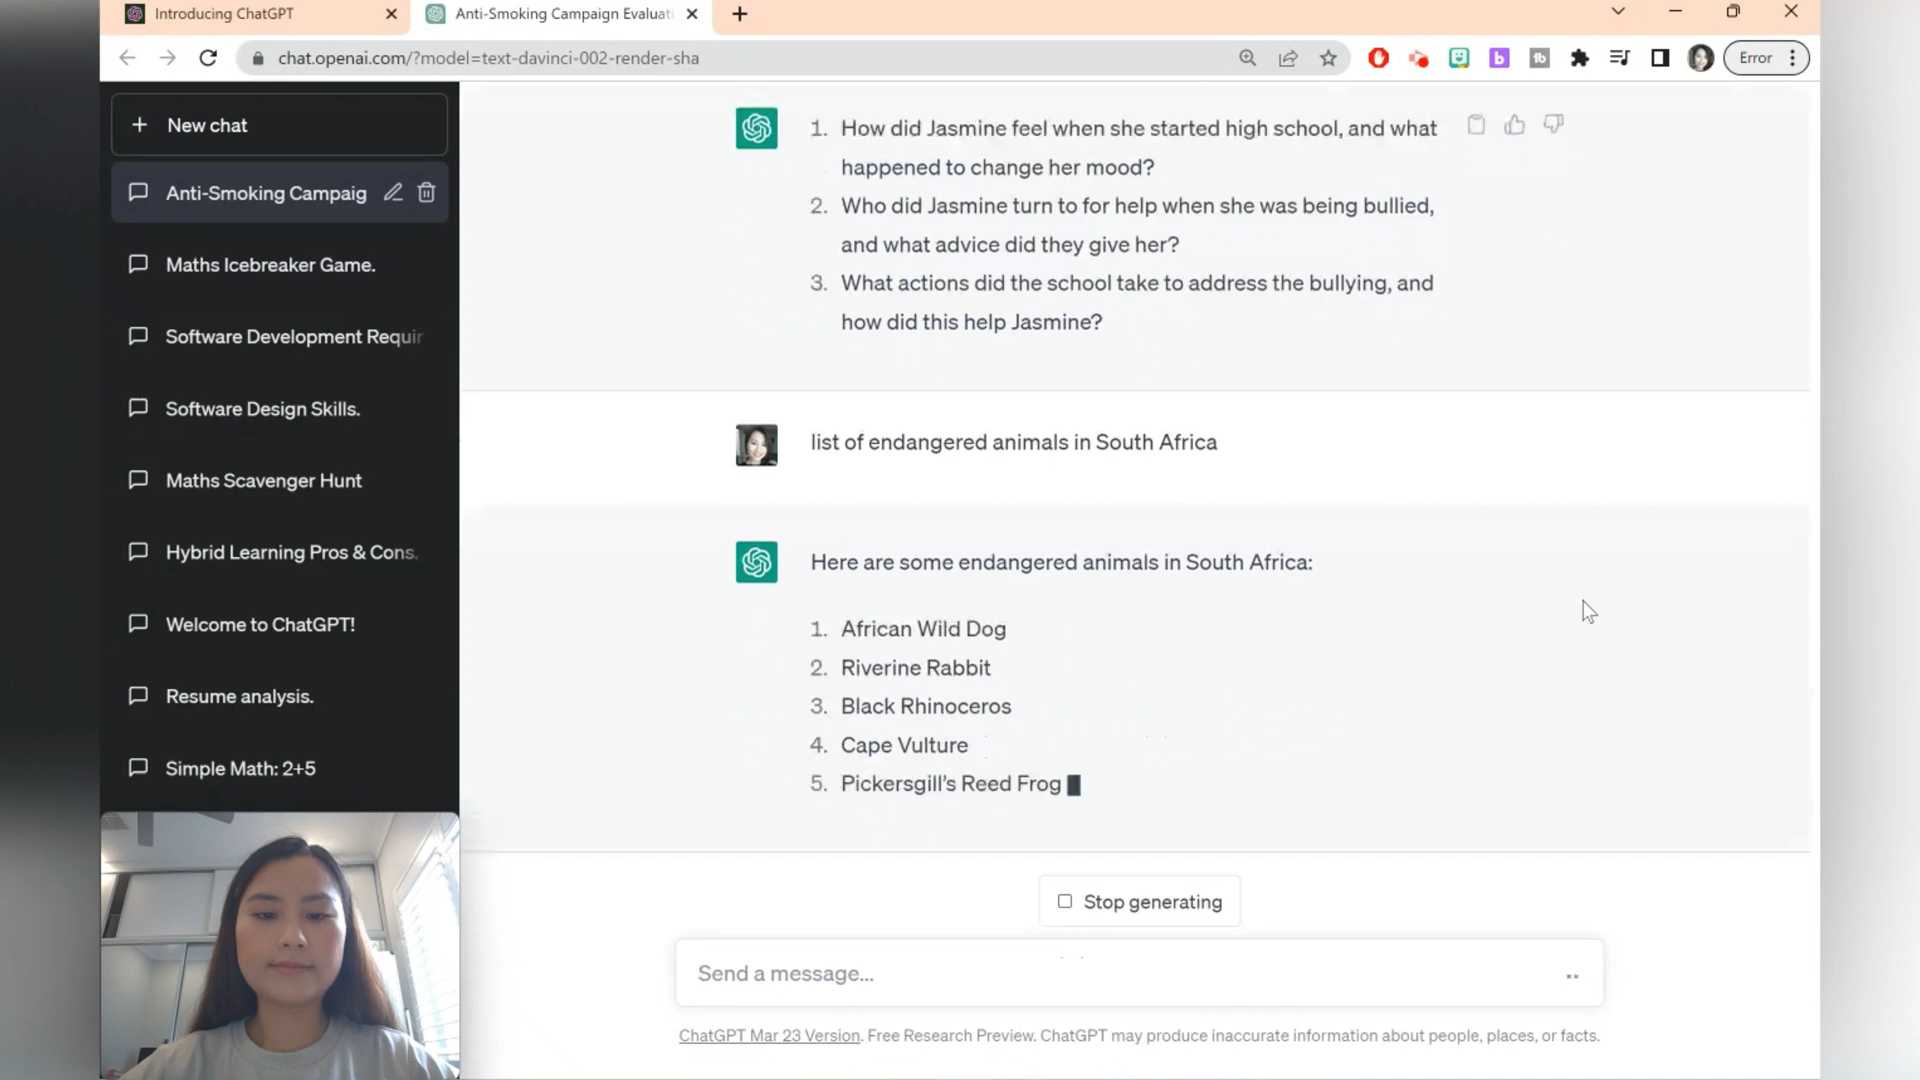 Introducing ChatGPT
Anti-Smoking Campaign Evaluati
chat.openai.com/?model=text-davinci-002-render-sha
Error
New chat
Anti-Smoking Campaig
Maths Icebreaker Game.
Software Development Requir
Software Design Skills.
Maths Scavenger Hunt
Hybrid Learning Pros & Cons.
Welcome to ChatGPT!
Resume analysis.
Simple Math: 2+5
1. How did Jasmine feel when she started high school, and what
happened to change her mood?
2. Who did Jasmine turn to for help when she was being bullied,
and what advice did they give her?
3. What actions did the school take to address the bullying, and
how did this help Jasmine?
list of endangered animals in South Africa
Here are some endangered animals in South Africa:
1. African Wild Dog
2. Riverine Rabbit
3. Black Rhinoceros
4. Cape Vulture
5. Pickersgill's Reed Frog
Stop generating
Send a message...
ChatGPT Mar 23 Version. Free Research Preview. ChatGPT may produce inaccurate information about people, places, or facts.